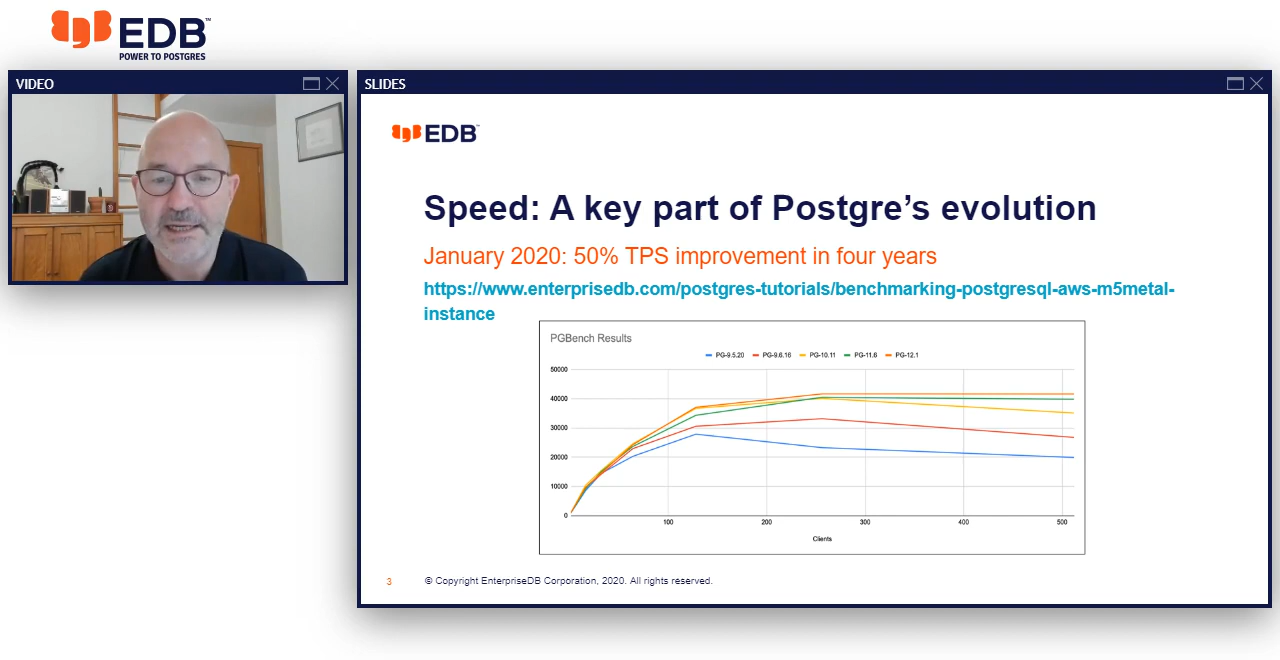 EDB™
POWER TO POSTGRES
VIDEO
SLIDES
EDB™
Speed: A key part of Postgre’s evolution
January 2020: 50% TPS improvement in four years
https://www.enterprisedb.com/postgres-tutorials/benchmarking-postgresql-aws-m5metal-
instance
PGBench Results
PG-9.5.20 PG-9.6.16 PG-10.11 PG-11.6 PG-12.1
50000
40000
30000
20000
10000
0
100 200 300 400 500
Clients
3 © Copyright EnterpriseDB Corporation, 2020. All rights reserved.